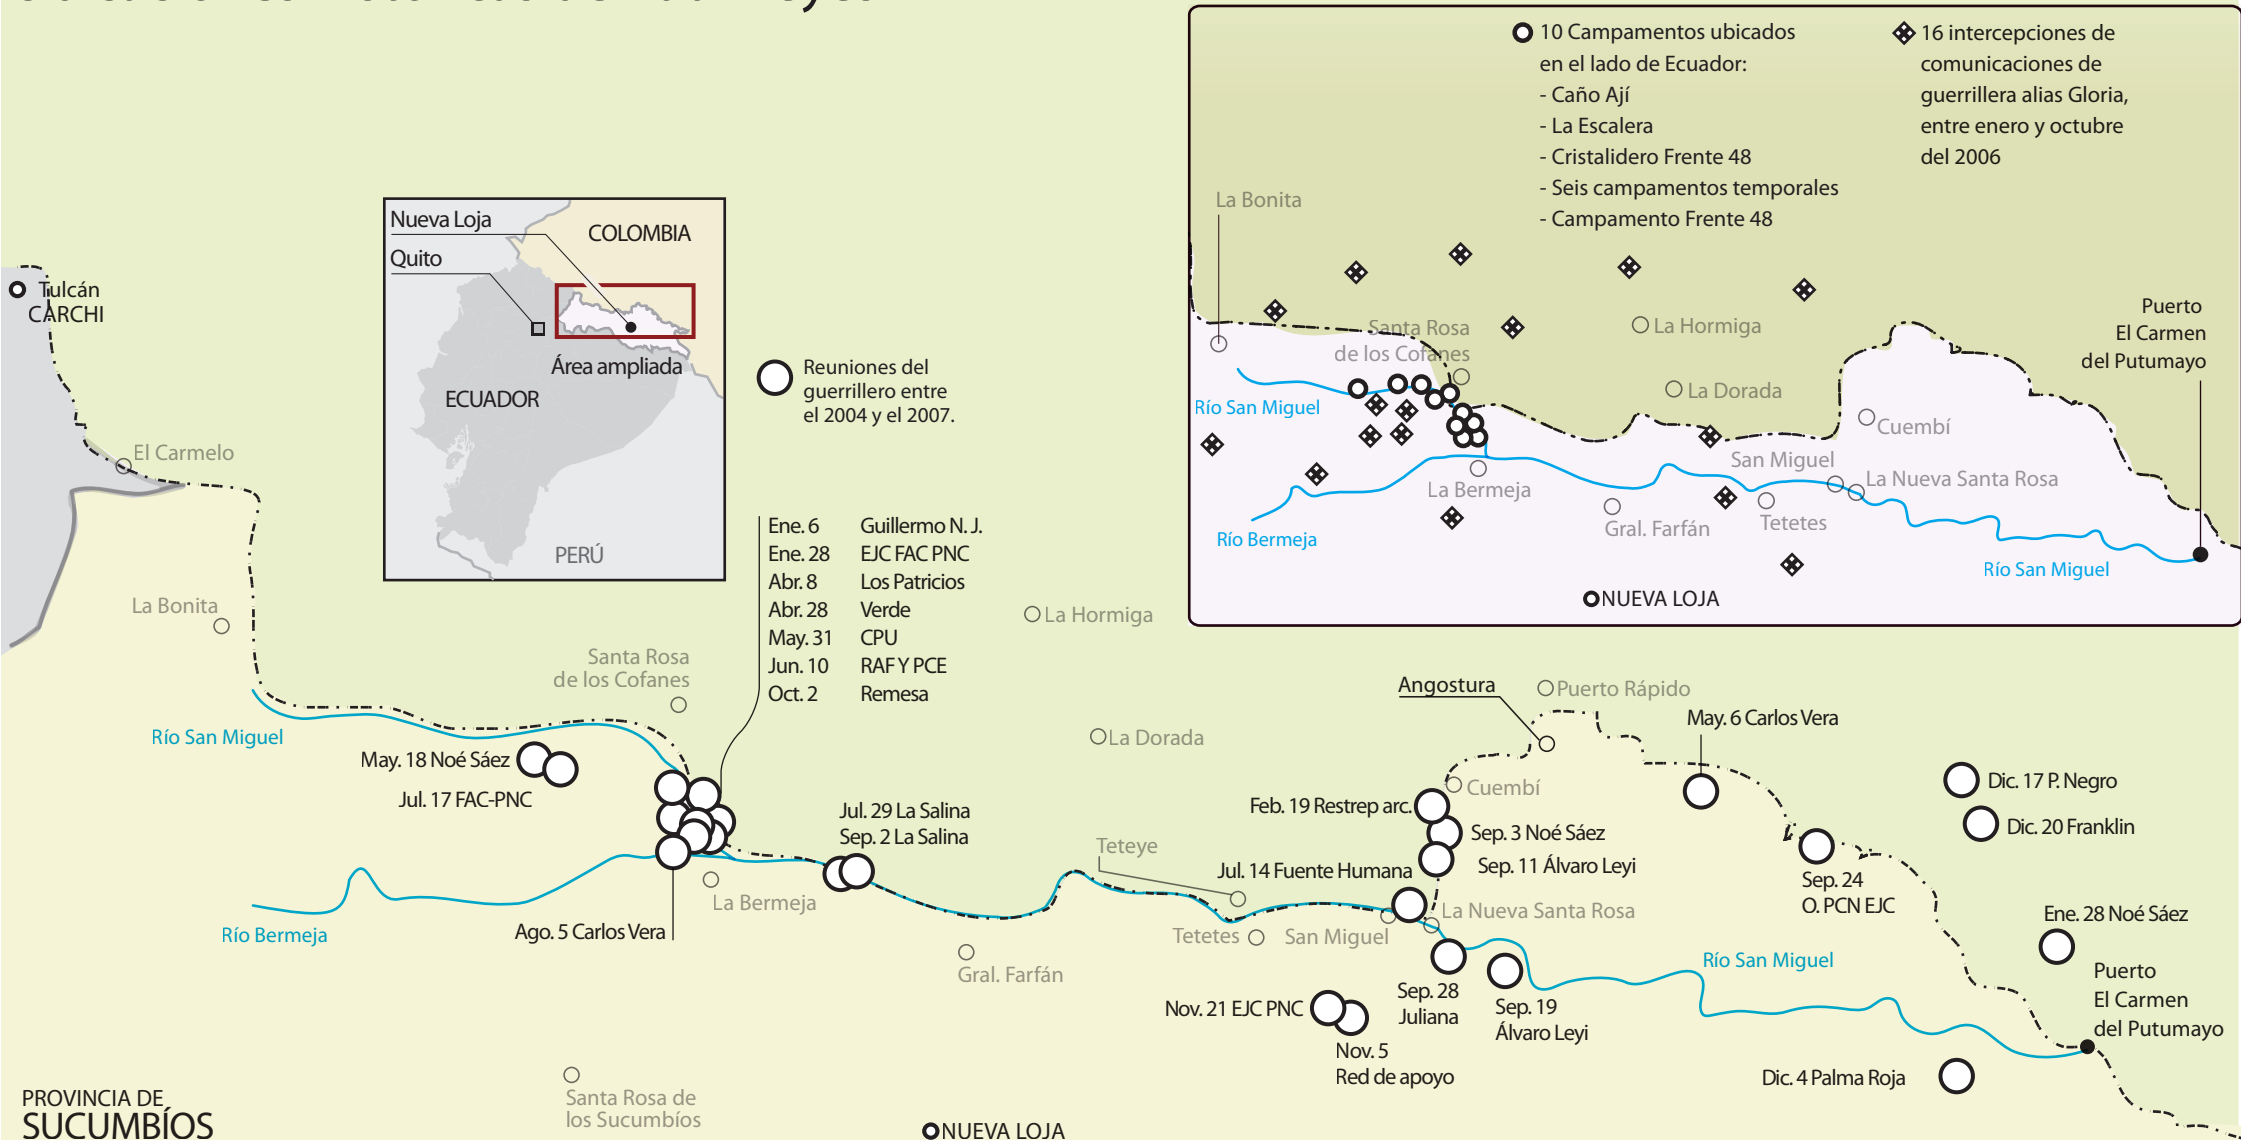 10 Campamentos ubicados
en el lado de Ecuador:
- Caño Ají
- La Escalera
- Cristalidero Frente 48
- Seis campamentos temporales
- Campamento Frente 48
16 intercepciones de
comunicaciones de
guerrillera alias Gloria,
entre enero y octubre
del 2006
La Bonita
Santa Rosa
de los Cofanes
La Hormiga
La Dorada
Puerto
El Carmen
del Putumayo
Río San Miguel
Cuembí
San Miguel
La Nueva Santa Rosa
La Bermeja
Gral. Farfán
Tetetes
Río Bermeja
Río San Miguel
NUEVA LOJA
Nueva Loja
COLOMBIA
Quito
Área ampliada
ECUADOR
PERÚ
Tulcán
CARCHI
Reuniones del
guerrillero entre
el 2004 y el 2007.
El Carmelo
Ene. 6 Guillermo N. J.
Ene. 28 EJC FAC PNC
Abr. 8 Los Patricios
Abr. 28 Verde
May. 31 CPU
Jun. 10 RAF Y PCE
Oct. 2 Remesa
La Bonita
La Hormiga
Santa Rosa
de los Cofanes
Angostura
Puerto Rápido
May. 6 Carlos Vera
Río San Miguel
La Dorada
May. 18 Noé Sáez
Jul. 17 FAC-PNC
Cuembí
Dic. 17 P. Negro
Feb. 19 Restrep arc.
Jul. 29 La Salina
Sep. 2 La Salina
Sep. 3 Noé Sáez
Dic. 20 Franklin
Teteye
Sep. 11 Álvaro Leyi
Jul. 14 Fuente Humana
Sep. 24
O. PCN EJC
La Bermeja
La Nueva Santa Rosa
Ene. 28 Noé Sáez
Río Bermeja
Ago. 5 Carlos Vera
Tetetes
San Miguel
Río San Miguel
Gral. Farfán
Puerto
El Carmen
del Putumayo
Sep. 28
Juliana
Sep. 19
Álvaro Leyi
Nov. 21 EJC PNC
Nov. 5
Red de apoyo
Dic. 4 Palma Roja
PROVINCIA DE
SUCUMBÍOS
Santa Rosa de
los Sucumbíos
NUEVA LOJA